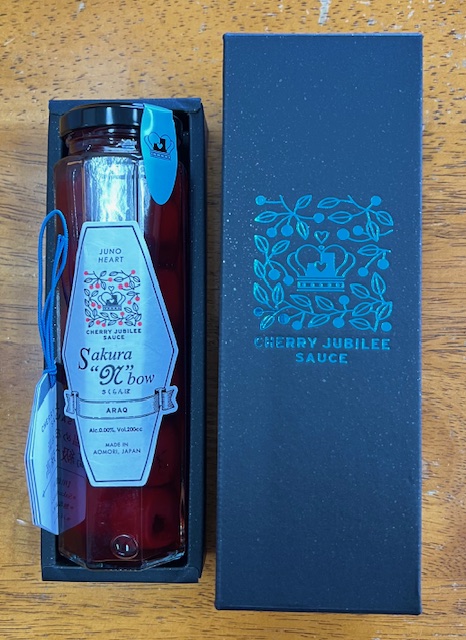 JUNO
HEART
CHERRY JUBILEE
SAUCE
Sakura
"N" bow
さくらんぼ
ARAQ
Alc.0.00%, Vol.200cc
MADE IN
AOMORI, JAPAN
CHERRY JUBILEE
SAUCE